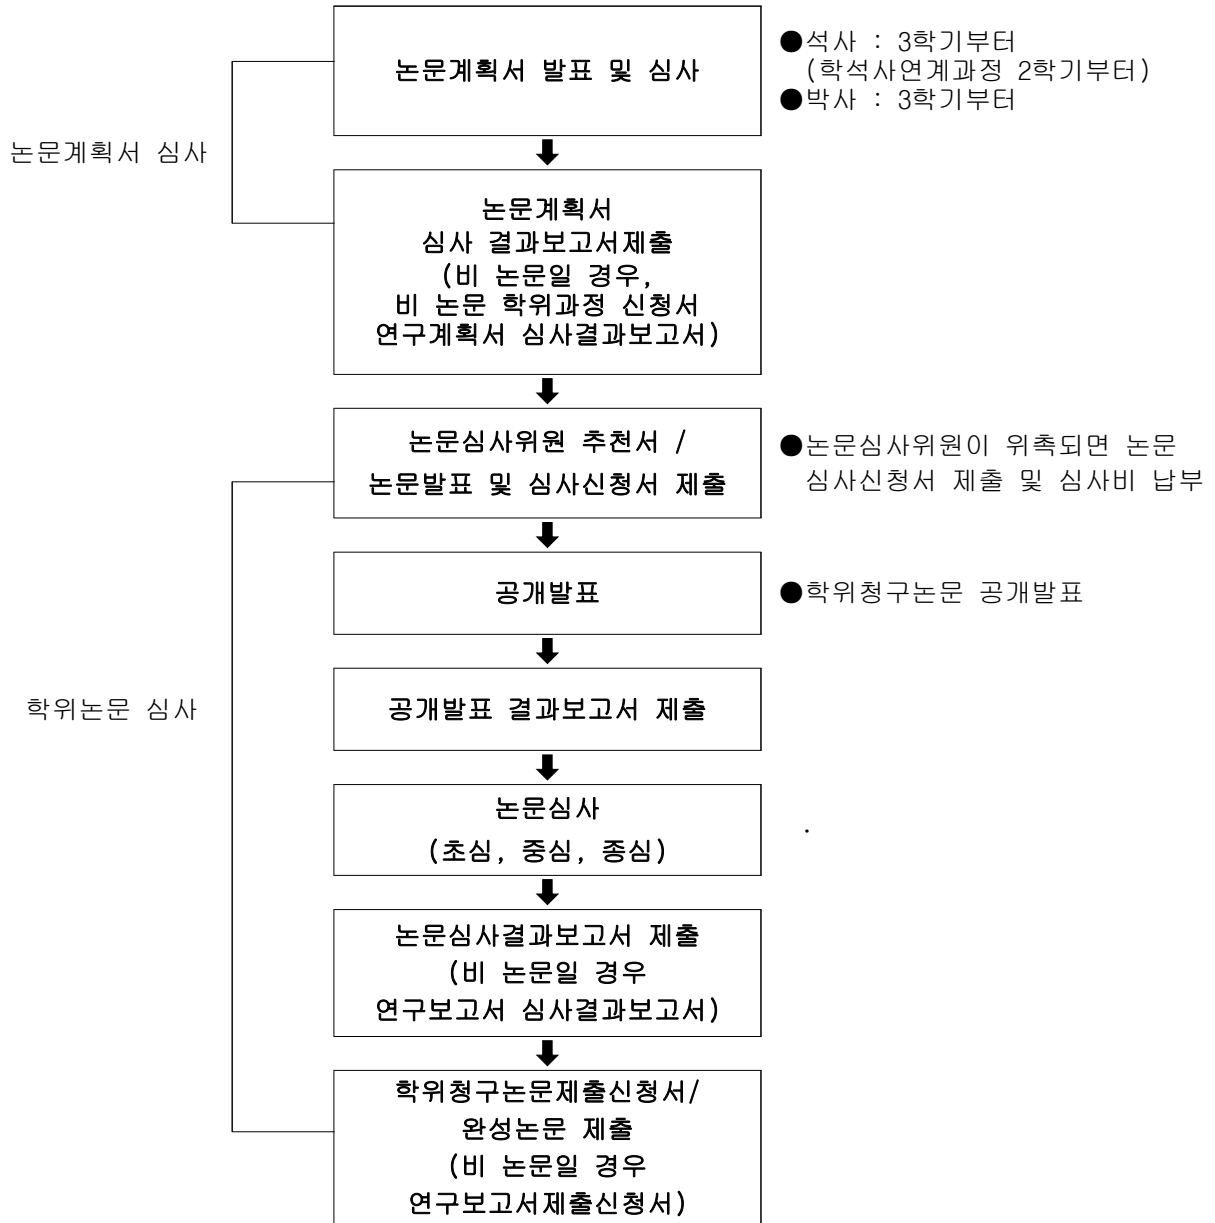 논문계획서 발표 및 심사
●석사 : 3학기부터
(학석사연계과정 2학기부터)
●박사 : 3학기부터
논문계획서 심사
논문계획서
심사 결과보고서제출
(비 논문일 경우,
비 논문 학위과정 신청서
연구계획서 심사결과보고서)
논문심사위원 추천서 /
논문발표 및 심사신청서 제출
●논문심사위원이 위촉되면 논문
심사신청서 제출 및 심사비 납부
공개발표
●학위청구논문 공개발표
학위논문 심사
공개발표 결과보고서 제출
논문심사
(초심, 중심, 종심)
.
논문심사결과보고서 제출
(비 논문일 경우
연구보고서 심사결과보고서)
학위청구논문제출신청서/
완성논문 제출
(비 논문일 경우
연구보고서제출신청서)